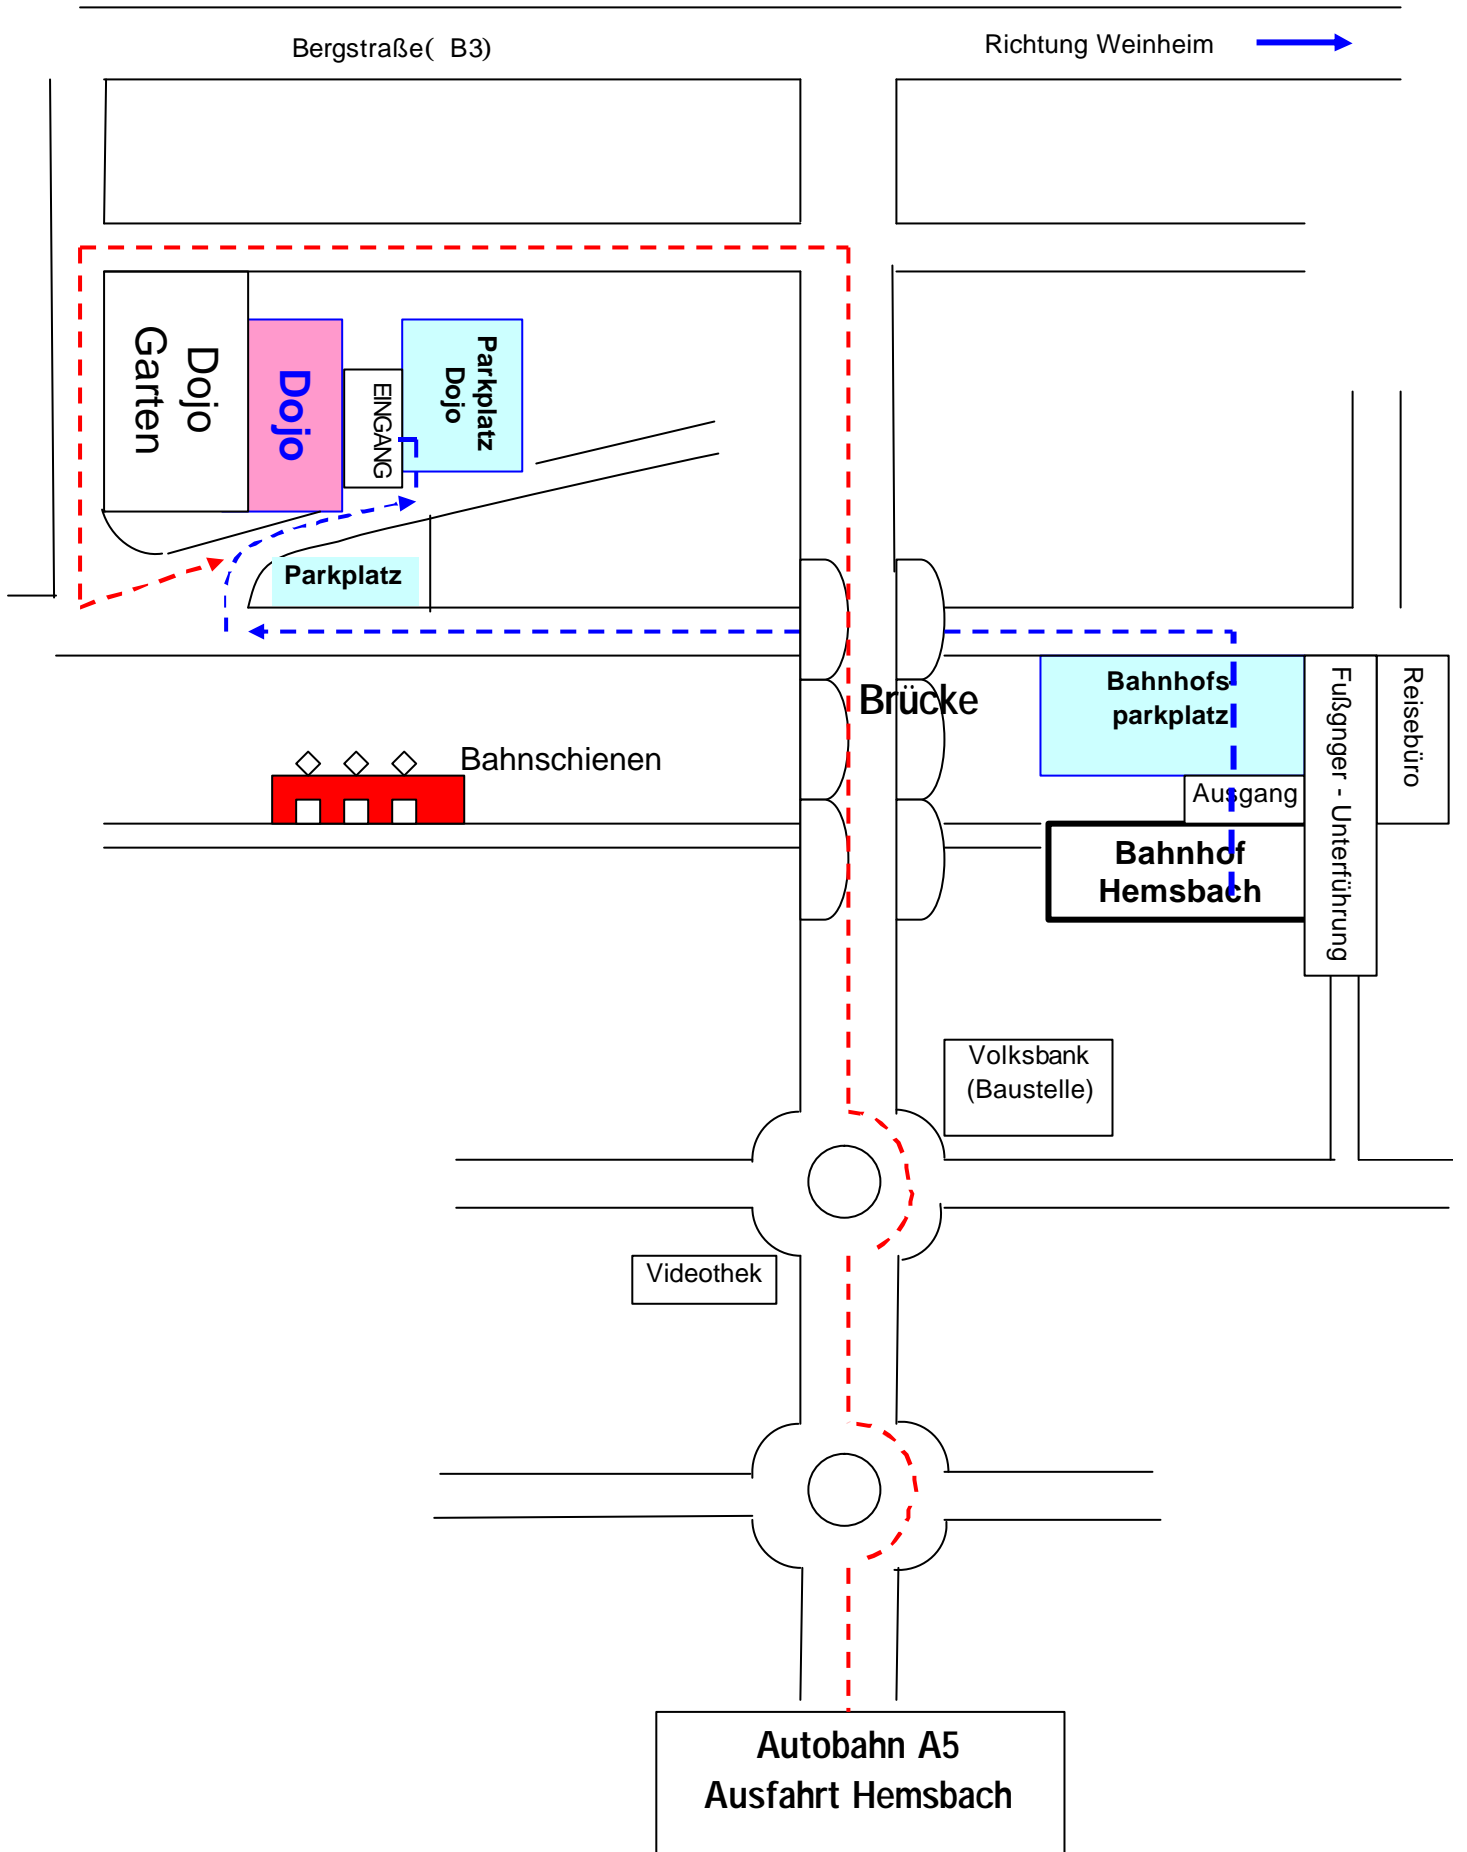 Bergstraße( B3)
Richtung Weinheim
Dojo
Garten
Dojo
EINGANG
Parkplatz
Dojo
Parkplatz
Brücke
Bahnhofs
parkplatz
Fußgnger - Unterführung
Reisebüro
Bahnschienen
Ausgang
Bahnhof
Hemsbach
Volksbank
(Baustelle)
Videothek
Autobahn A5
Ausfahrt Hemsbach